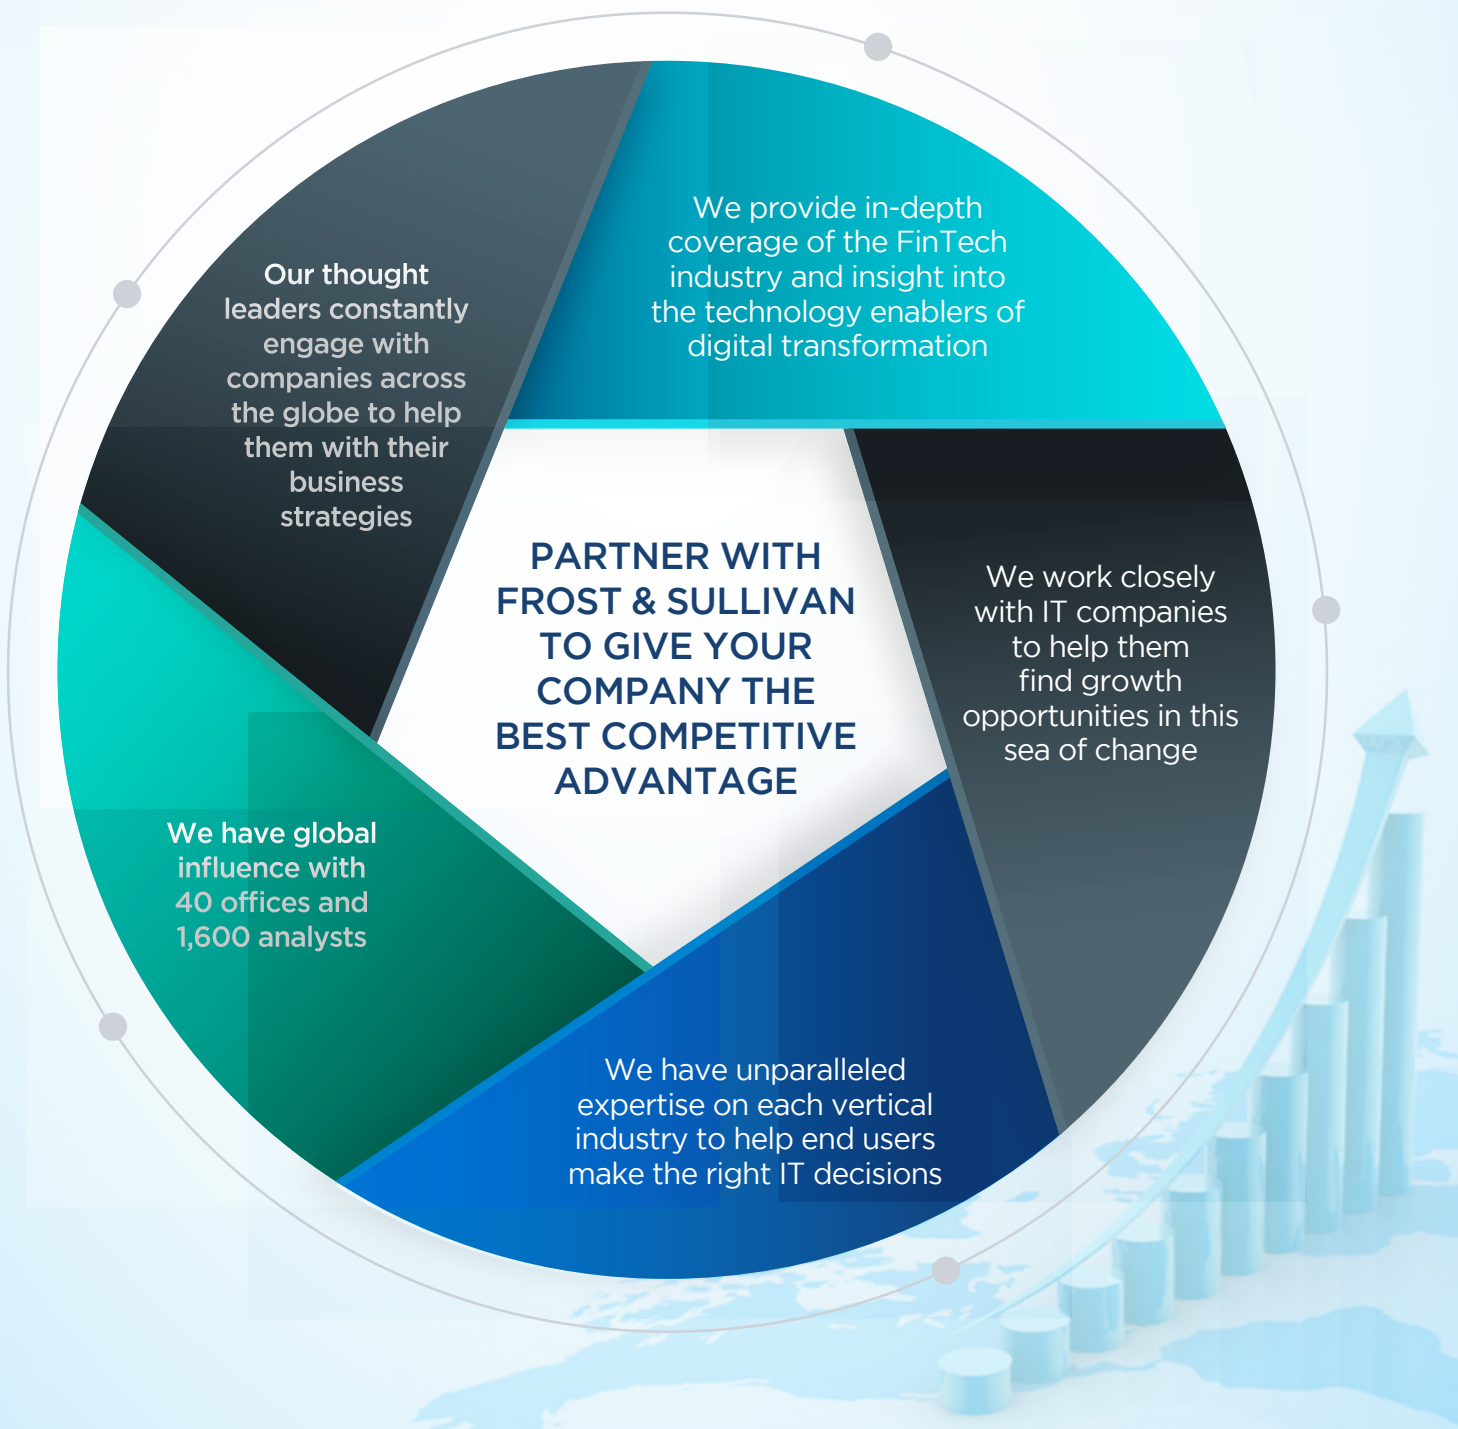 We provide in-depth
coverage of the FinTech
industry and insight into
the technology enablers of
digital transformation
Our thought
leaders constantly
engage with
companies across
the globe to help
them with their
business
strategies
PARTNER WITH
FROST & SULLIVAN
TO GIVE YOUR
COMPANY THE
BEST COMPETITIVE
ADVANTAGE
We work closely
with IT companies
to help them
find growth
opportunities in this
sea of change
We have global
influence with
40 offices and
1,600 analysts
We have unparalleled
expertise on each vertical
industry to help end users
make the right IT decisions